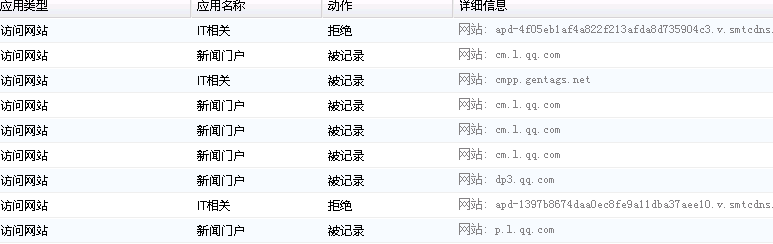 应用类型 应用名称 动作 详细信息
访问网站 IT相关 拒绝 网站: apd-4f05eb1af4a822f213afda8d735904c3.v.smtcdns.
访问网站 新闻门户 被记录 网站: cm.l.qq.com
访问网站 IT相关 被记录 网站: cmpp.gentags.net
访问网站 新闻门户 被记录 网站: cm.l.qq.com
访问网站 新闻门户 被记录 网站: cm.l.qq.com
访问网站 新闻门户 被记录 网站: cm.l.qq.com
访问网站 新闻门户 被记录 网站: dp3.qq.com
访问网站 IT相关 拒绝 网站: apd-1397b8674daa0ec8fe9a11dba37aee10.v.smtcdns.
访问网站 新闻门户 被记录 网站: p.l.qq.com